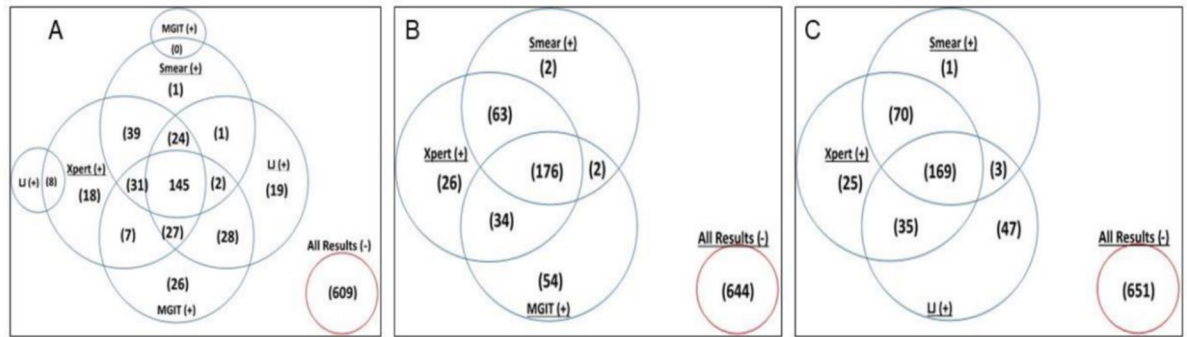 A
MGIT (+)
(0)
Smear (+)
(1)
(39
(24)
(1)
LJ (+)
(8)
Xpert (+)
(18)
(31)
145
(2)
LJ (+)
(19)
(7)
(27)
(28)
(26)
MGIT (+)
All Results (-)
(609)
B
Smear (+)
(2)
(63)
Xpert (+)
(26)
(176)
(2)
(34)
(54)
MGIT (+)
All Results (-)
(644)
C
Smear (+)
(1)
(70)
Xpert (+)
(25)
(169)
(3)
(35)
(47)
LJ (+)
All Results (-)
(651)